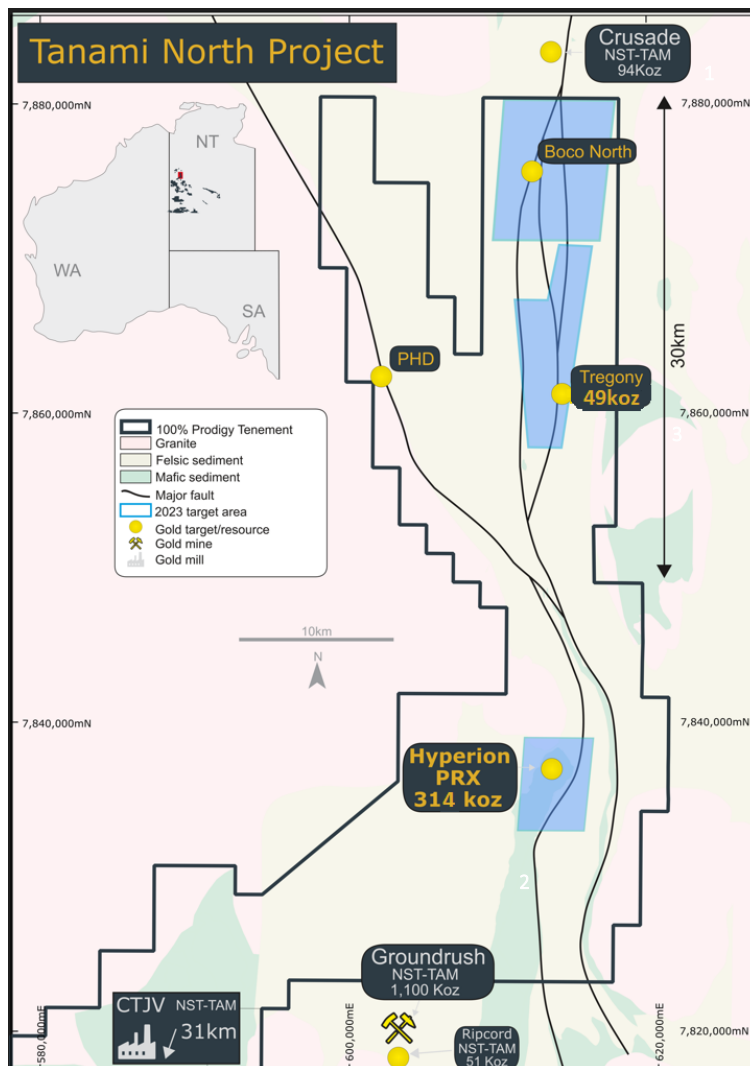 Tanami North Project
Crusade
NST-TAM
94Koz
1
7,880,000mN
7,880,000mN
NT
WA
SA
Boco North
30km
PHD
Tregony
49koz
7,860,000mN
7,860,000mN
3
100% Prodigy Tenement
Granite
Felsic sediment
Mafic sediment
Major fault
2023 target area
Gold target/resource
Gold mine
Gold mill
10km
N
7,840,000mN
7,840,000mN
Hyperion
PRX
314 koz
2
Groundrush
NST-TAM
1,100 Koz
CTJV NST-TAM
31km
Ripcord
NST-TAM
51 Koz
7,820,000mN
580,000mE
600,000mE
620,000mE